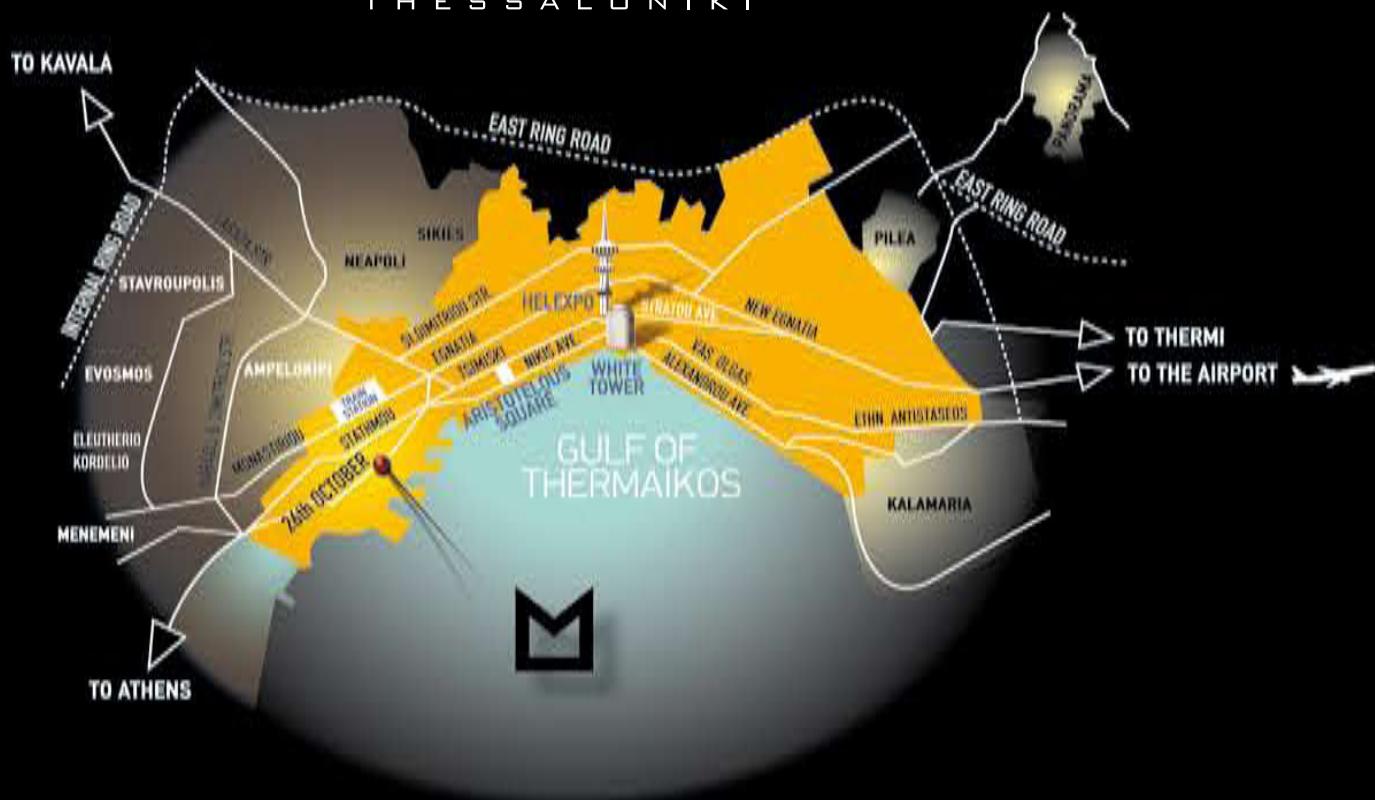 THESSALONIKI
TO KAVALA
EAST RING ROAD
PANORAMA
INTERNAL RING ROAD
EAST RING ROAD
SIKIES
NEAPOLI
PILEA
STAVROUPOLIS
HELEXPO
STRATOU AVE
NEW EGNATIA
AG.DIMITRIOU STR.
EGNATIA
TSIMISKI
NIKIS AVE.
TO THERMI
TO THE AIRPORT
EVOSMOS
AMPELOKIPI
WHITE
TOWER
VAS. OLGAS
ALEXANDROU AVE
TRAIN
STATION
ARISTOTELOUS
SQUARE
ETHN ANTISTASEOS
STATHMOU
MONASTIRIOU
ELEUTHERIO
KORDELIO
26th OCTOBER
GULF OF
THERMAIKOS
KALAMARIA
MENEMENI
TO ATHENS